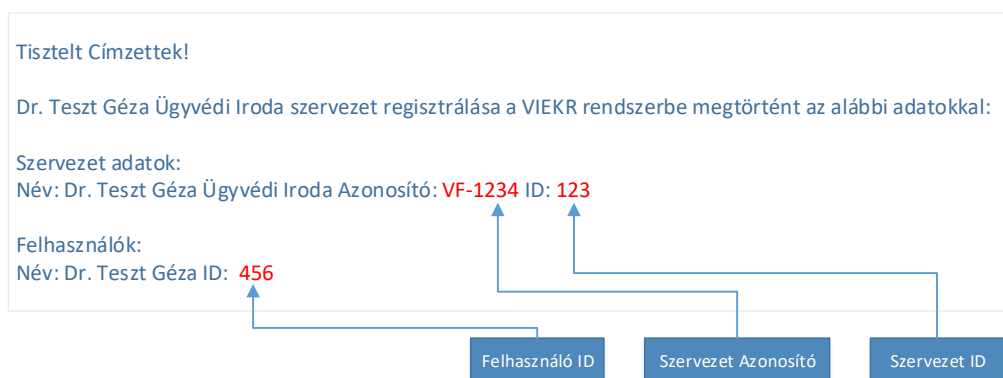 Tisztelt Címzettek!
Dr. Teszt Géza Ügyvédi Iroda szervezet regisztrálása a VIEKR rendszerbe megtörtént az alábbi adatokkal:
Szervezet adatok:
Név: Dr. Teszt Géza Ügyvédi Iroda Azonosító: VF-1234 ID: 123
Felhasználók:
Név: Dr. Teszt Géza ID: 456
Felhasználó ID
Szervezet Azonosító
Szervezet ID